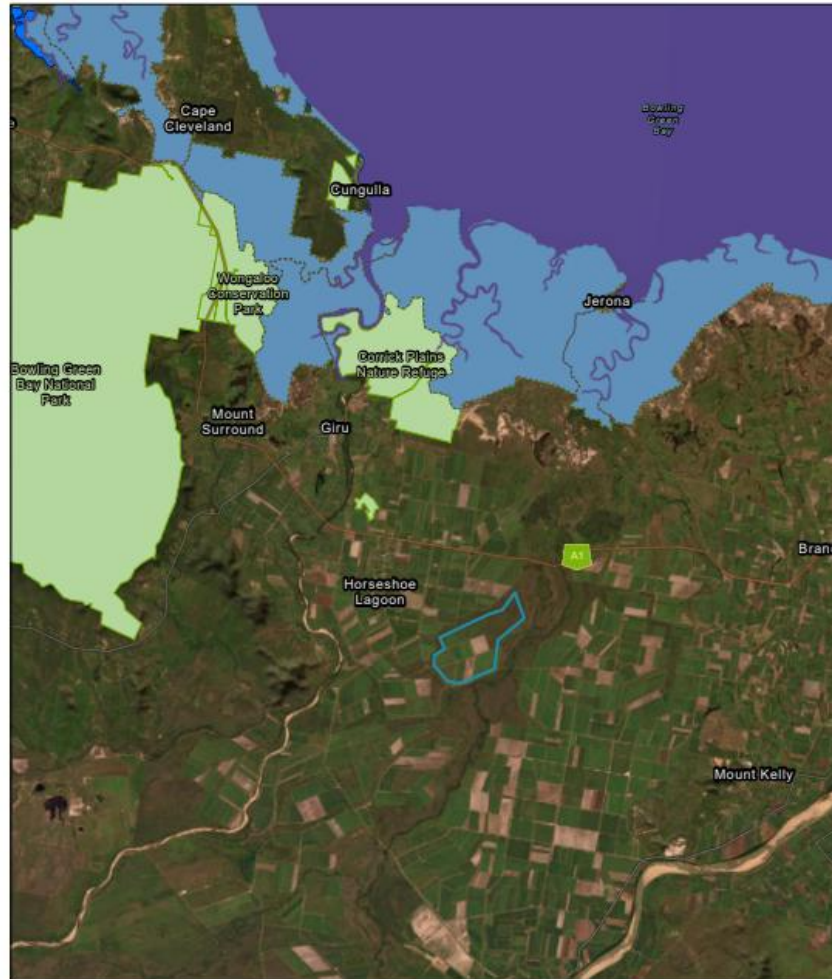 Bowling
Green
Bay
Cape
Cleveland
e
Cungulla
Wongaloo
Conservation
Park
Jerona
Corrick Plains
Nature Refuge
Bowling Green
Bay National
Park
Mount
Surround
Giru
A1
Bran
Horseshoe
Lagoon
Mount Kelly